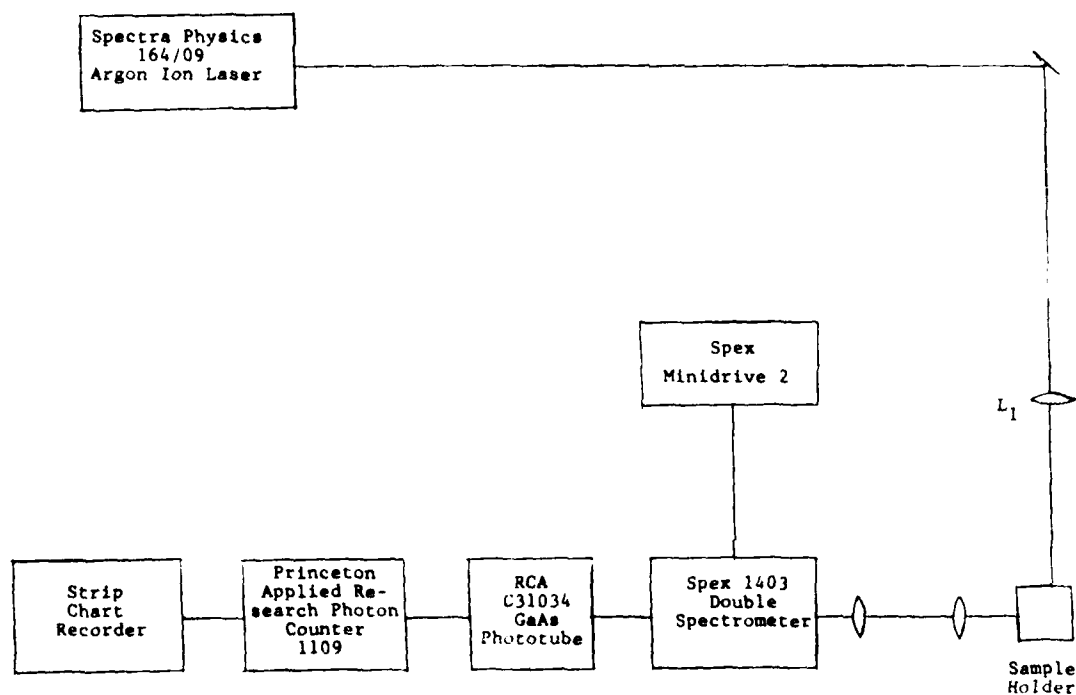 Spectra Physics
164/09
Argon Ion Laser
Spex
Minidrive 2
L1
Strip
Chart
Recorder
Princeton
Applied Re-
search Photon
Counter
1109
RCA
C31034
GaAs
Phototube
Spex 1403
Double
Spectrometer
Sample
Holder